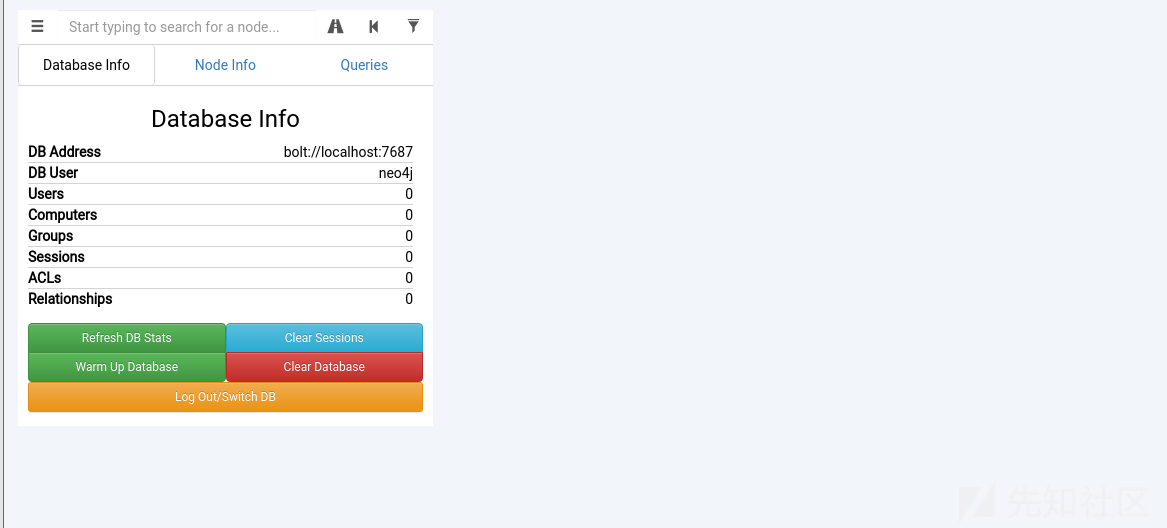 Start typing to search for a node...
Database Info Node Info Queries
Database Info
DB Address bolt://localhost:7687
DB User neo4j
Users 0
Computers 0
Groups 0
Sessions 0
ACLs 0
Relationships 0
Refresh DB Stats Clear Sessions
Warm Up Database Clear Database
Log Out/Switch DB
先知社区